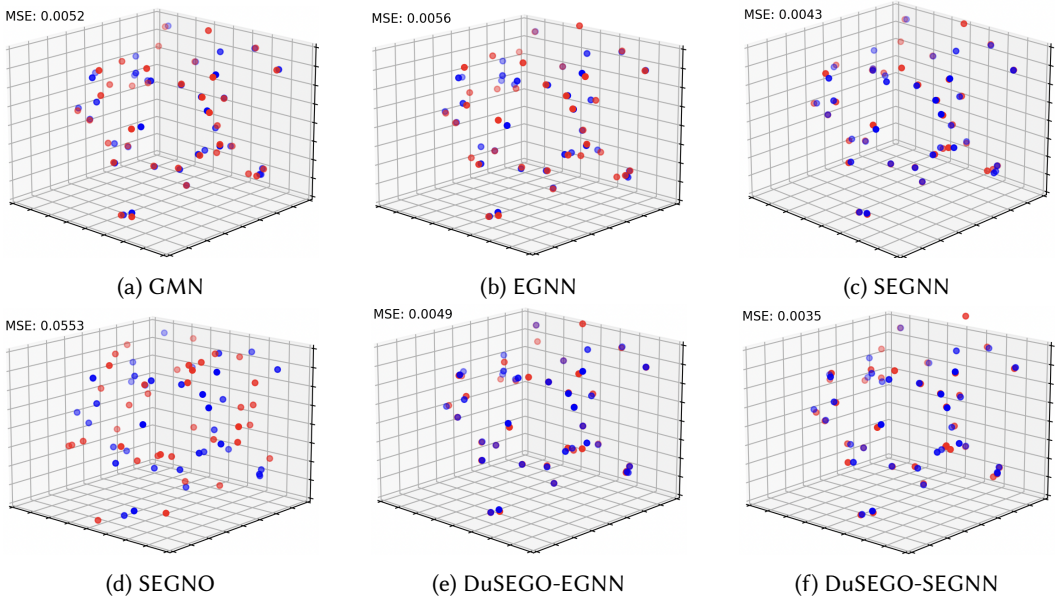 MSE: 0.0052
MSE: 0.0056
MSE: 0.0043
(a) GMN
(b) EGNN
(c) SEGNN
MSE: 0.0553
MSE: 0.0049
MSE: 0.0035
(d) SEGNO
(e) DuSEGO-EGNN
(f) DuSEGO-SEGNN